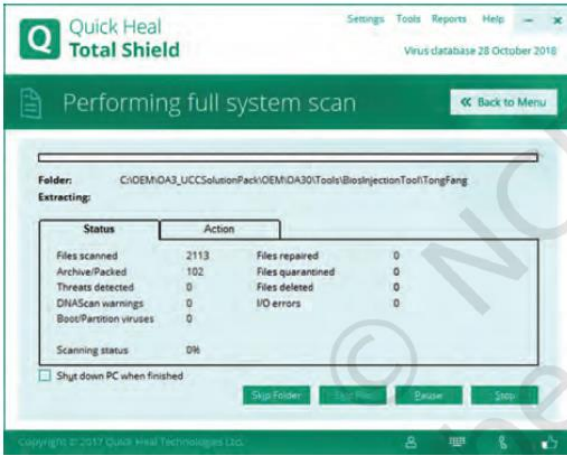 Q
Quick Heal
Total Shield
Settings Tools Reports Help
Virus database 28 October 2018
Performing full system scan
« Back to Menu
Folder: C:\OEM\OA3_UCCSolutionPack\OEM\OA30\Tools\BiosInjectionTool\TongFang
Extracting:
Status Action
Files scanned 2113 Files repaired 0
Archive/Packed 102 Files quarantined 0
Threats detected 0 Files deleted 0
DNAScan warnings 0 I/O errors 0
Boot/Partition viruses 0
Scanning status 0%
Shut down PC when finished
Skip Folder Pause Stop
Copyright © 2017 Quick Heal Technologies Ltd.
© NC
he